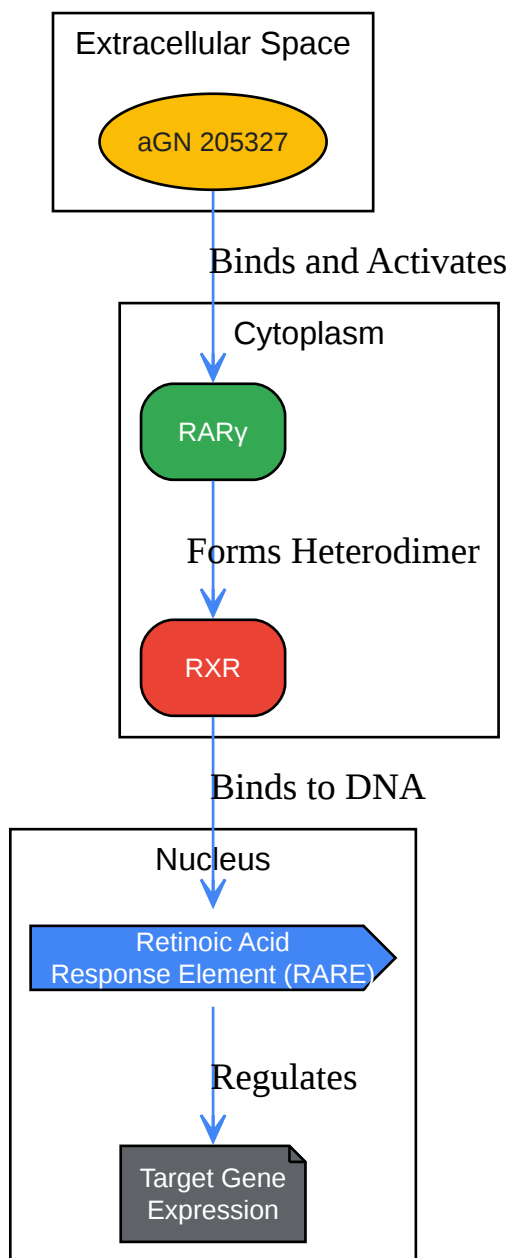 Extracellular Space
aGN 205327
Binds and Activates
Cytoplasm
RARγ
Forms Heterodimer
RXR
Binds to DNA
Nucleus
Retinoic Acid
Response Element (RARE)
Regulates
Target Gene
Expression